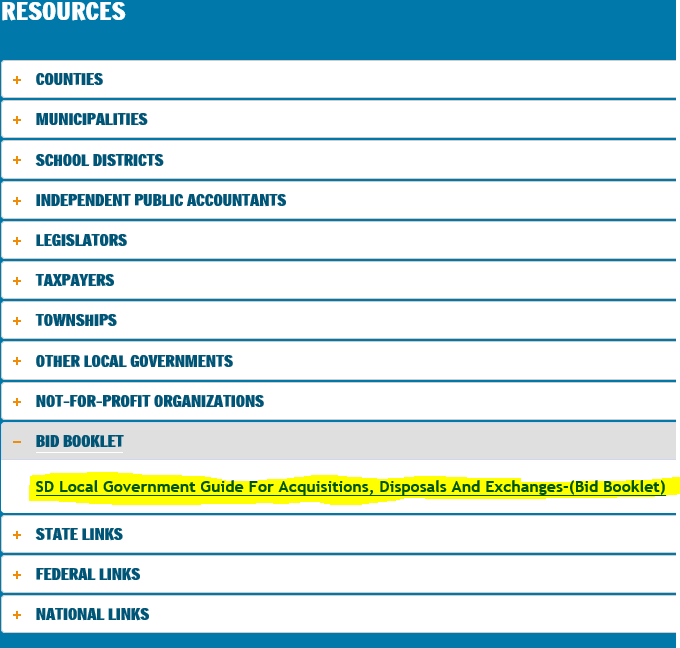 RESOURCES
+ COUNTIES
+ MUNICIPALITIES
+ SCHOOL DISTRICTS
+ INDEPENDENT PUBLIC ACCOUNTANTS
+ LEGISLATORS
+ TAXPAYERS
+ TOWNSHIPS
+ OTHER LOCAL GOVERNMENTS
+ NOT-FOR-PROFIT ORGANIZATIONS
− BID BOOKLET
SD Local Government Guide For Acquisitions, Disposals And Exchanges-(Bid Booklet)
+ STATE LINKS
+ FEDERAL LINKS
+ NATIONAL LINKS